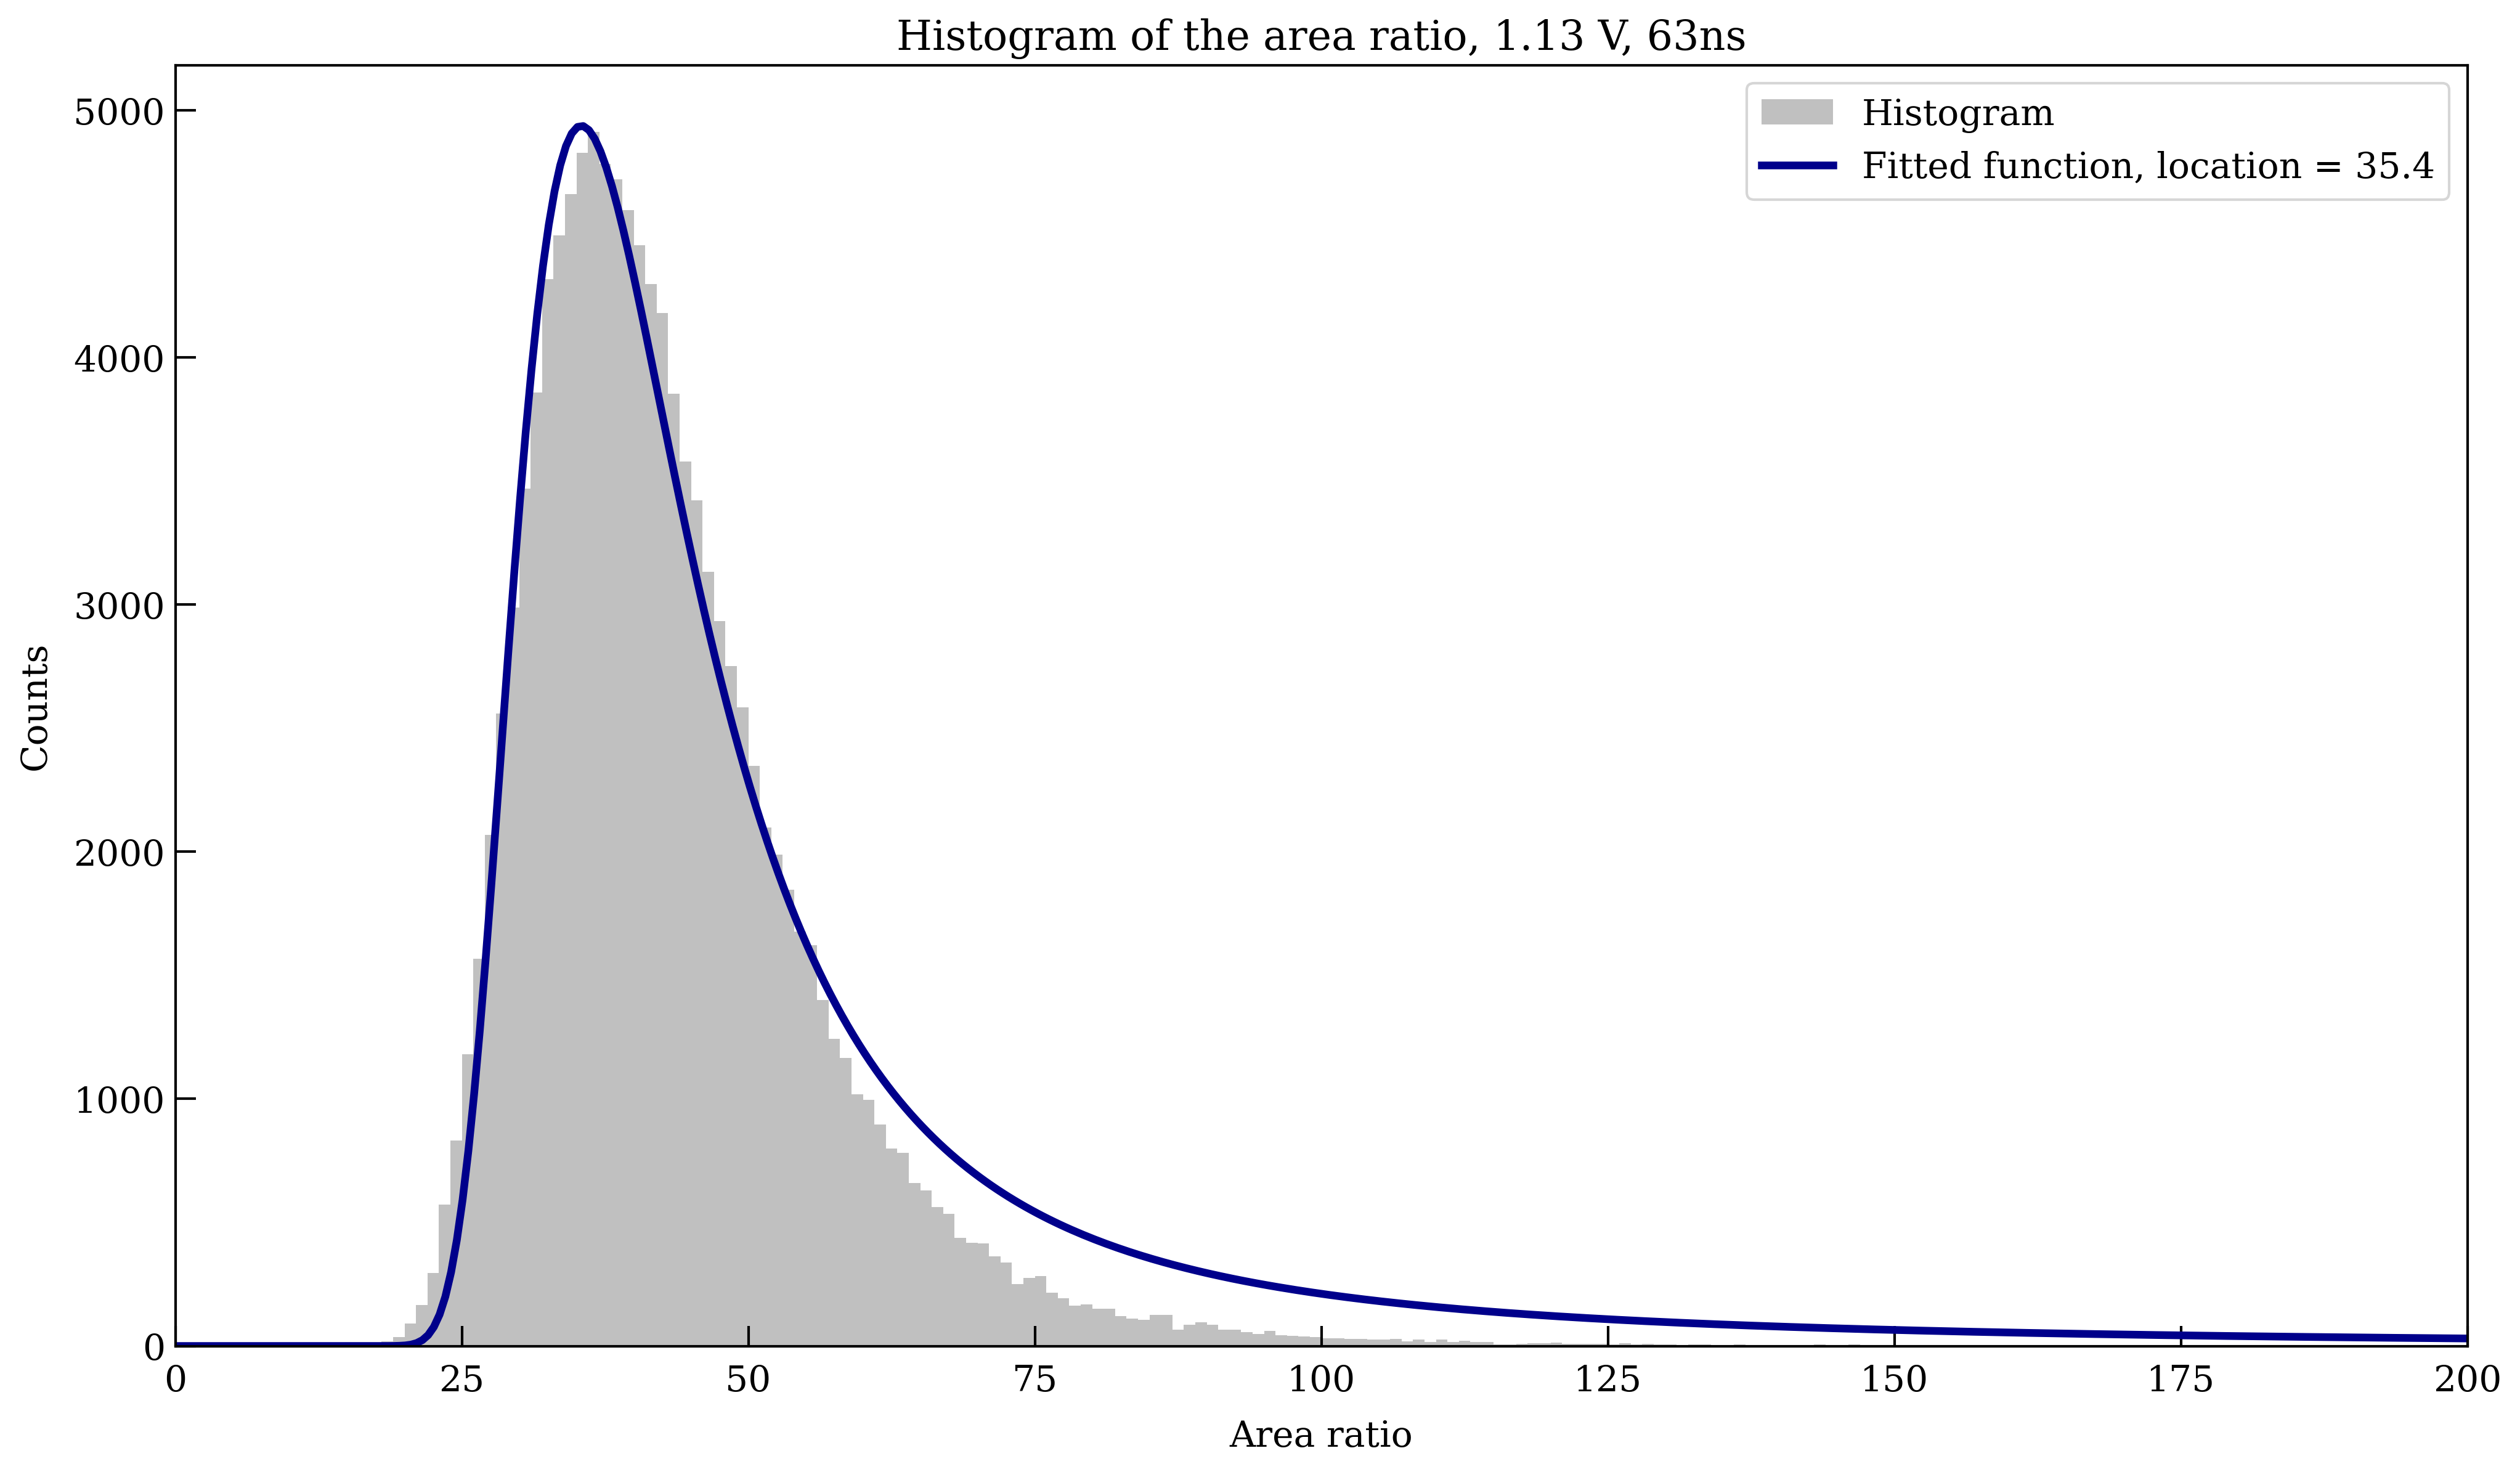 Histogram of the area ratio, 1.13 V, 63ns
Histogram
Fitted function, location = 35.4
5000
4000
3000
2000
1000
0
Counts
0 25 50 75 100 125 150 175 200
Area ratio